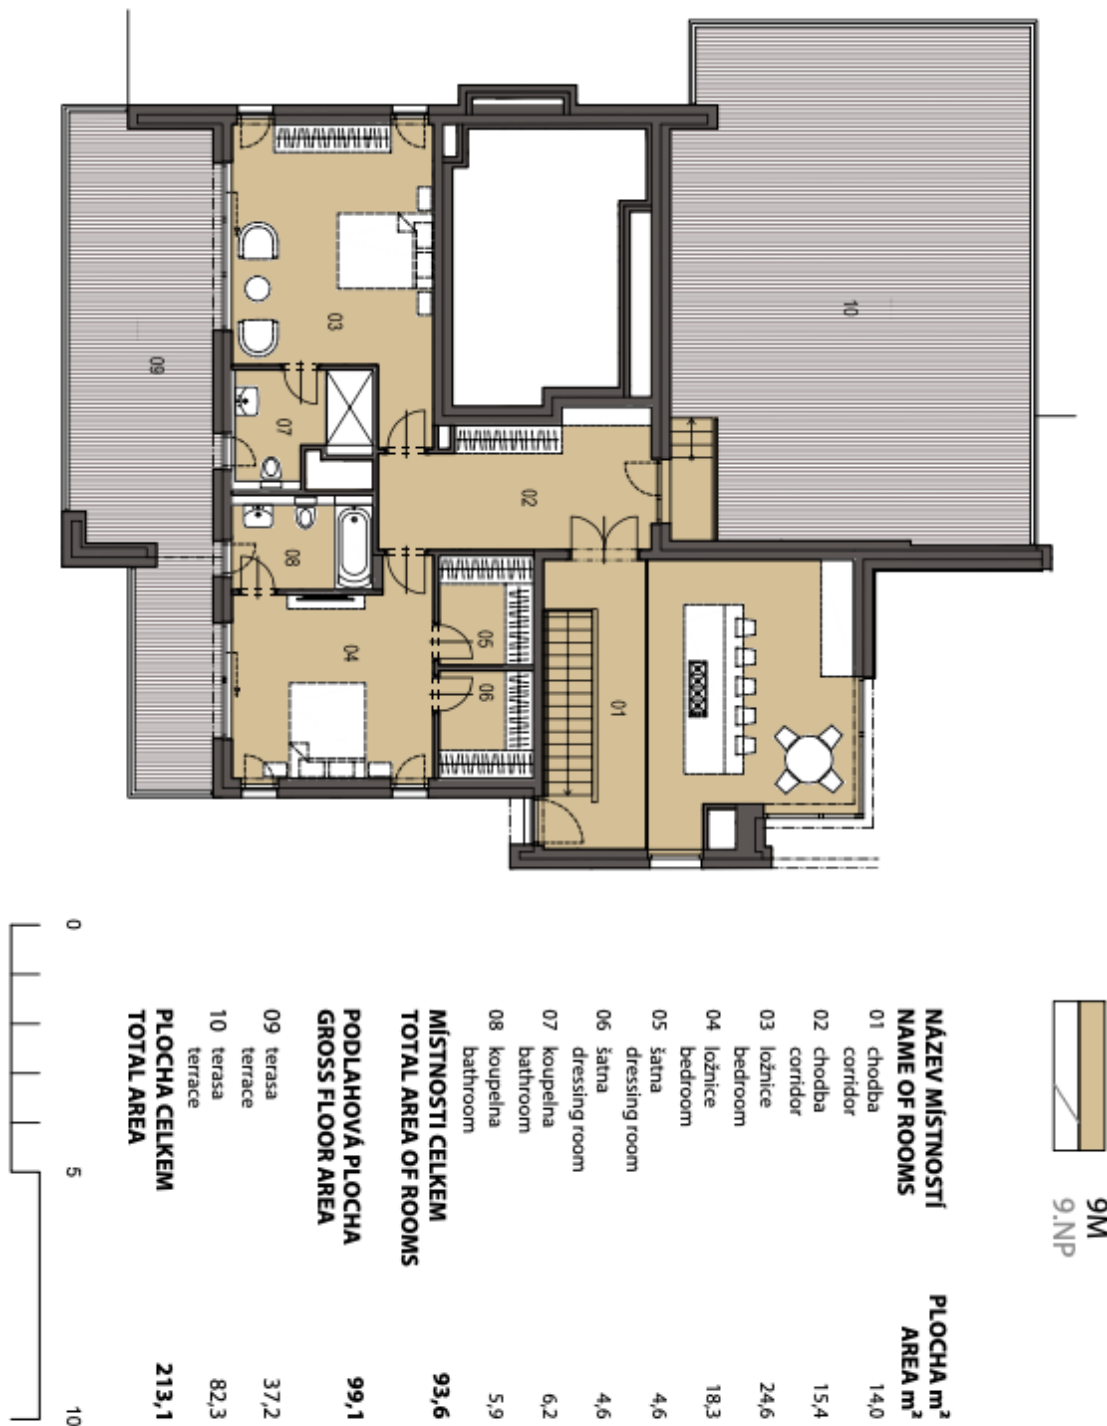 9M
9.NP
NÁZEV MÍSTNOSTÍ PLOCHA m²
NAME OF ROOMS AREA m²
01 chodba 14,0
corridor
02 chodba 15,4
corridor
03 ložnice 24,6
bedroom
04 ložnice 18,3
bedroom
05 šatna 4,6
dressing room
06 šatna 4,6
dressing room
07 koupelna 6,2
bathroom
08 koupelna 5,9
bathroom
MÍSTNOSTI CELKEM 93,6
TOTAL AREA OF ROOMS
PODLAHOVÁ PLOCHA 99,1
GROSS FLOOR AREA
09 terasa 37,2
terrace
10 terasa 82,3
terrace
PLOCHA CELKEM 213,1
TOTAL AREA
0 5 10
10
01
02
05
06
03
04
07
08
09